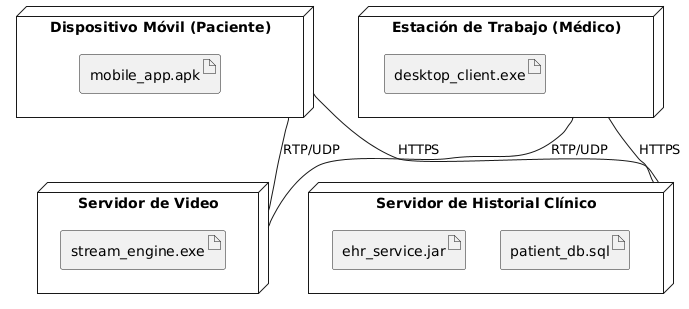 Dispositivo Móvil (Paciente)
mobile_app.apk
Estación de Trabajo (Médico)
desktop_client.exe
RTP/UDP
HTTPS
RTP/UDP
HTTPS
Servidor de Video
stream_engine.exe
Servidor de Historial Clínico
ehr_service.jar
patient_db.sql